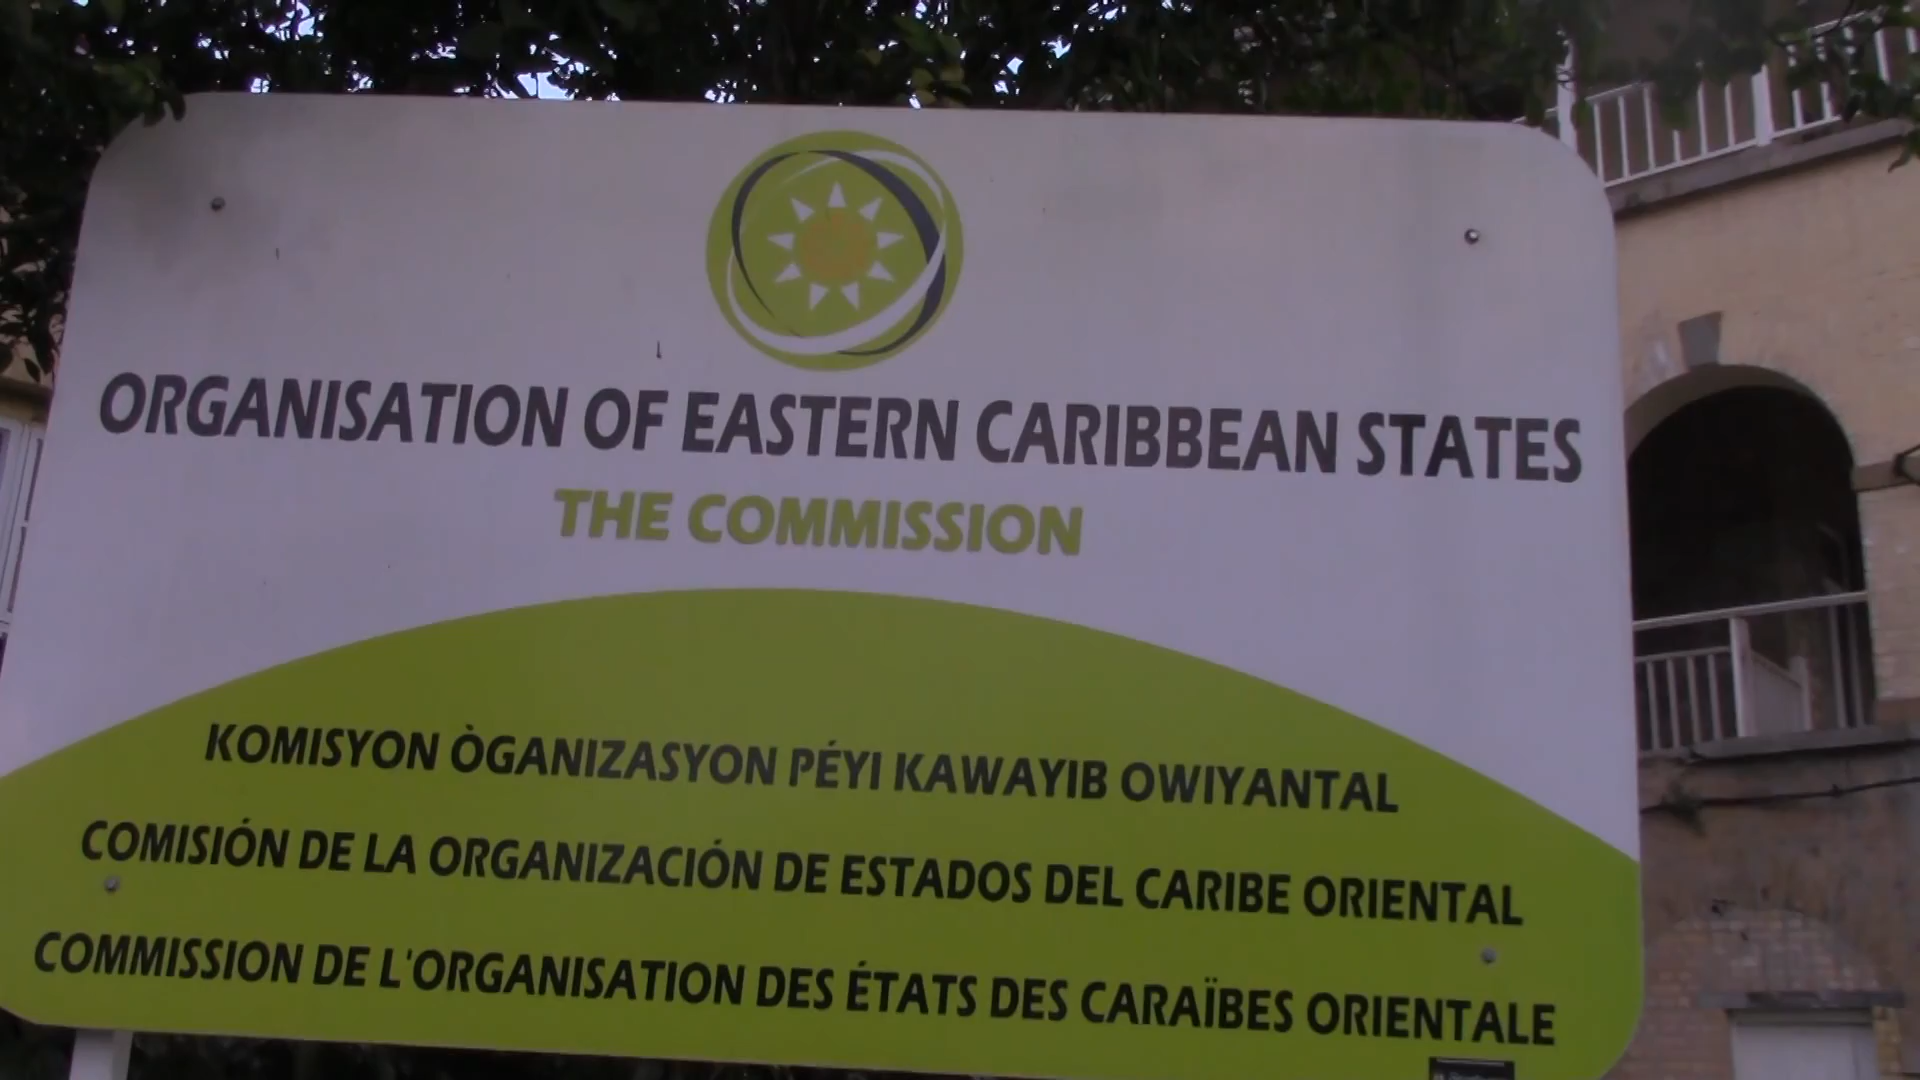 ORGANISATION OF EASTERN CARIBBEAN STATES
THE COMMISSION
KOMISYON ÒGANIZASYON PÉYI KAWAYIB OWIYANTAL
COMISIÓN DE LA ORGANIZACIÓN DE ESTADOS DEL CARIBE ORIENTAL
COMMISSION DE L'ORGANISATION DES ÉTATS DES CARAÏBES ORIENTALE